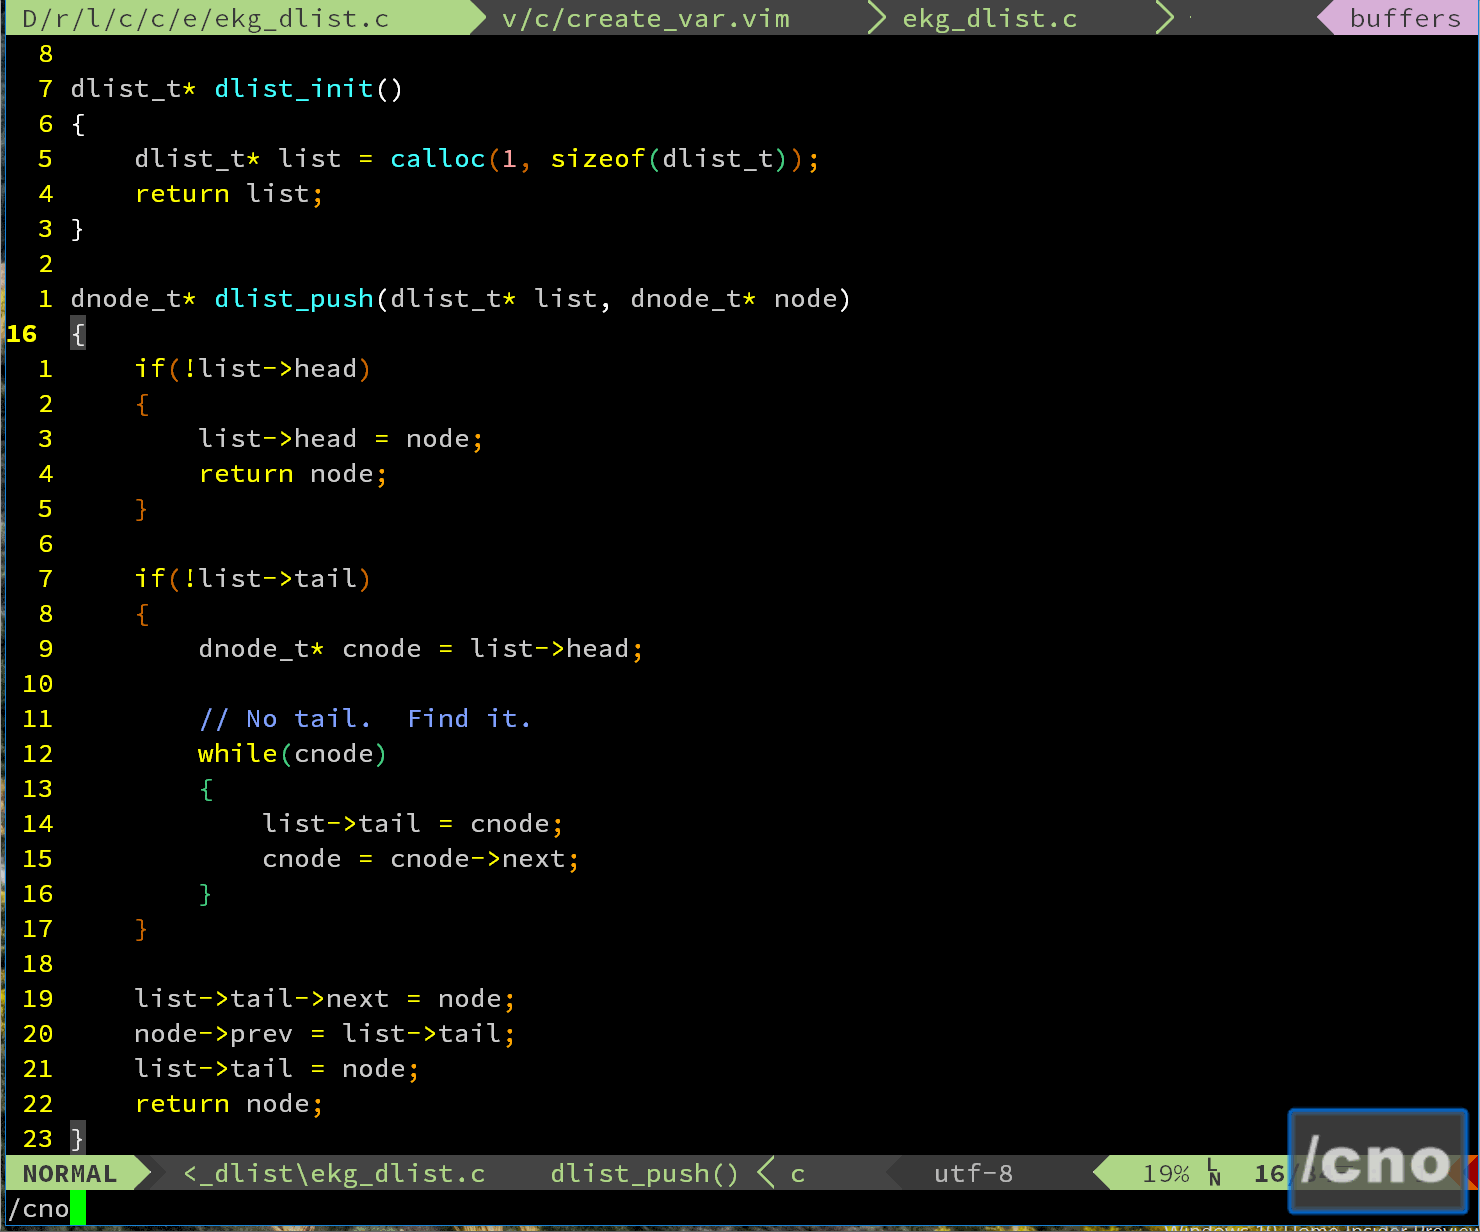 D/r/l/c/c/e/ekg_dlist.c v/c/create_var.vim ekg_dlist.c buffers
8
7 dlist_t* dlist_init()
6 {
5     dlist_t* list = calloc(1, sizeof(dlist_t));
4     return list;
3 }
2
1 dnode_t* dlist_push(dlist_t* list, dnode_t* node)
16 {
1     if(!list->head)
2     {
3         list->head = node;
4         return node;
5     }
6
7     if(!list->tail)
8     {
9         dnode_t* cnode = list->head;
10
11         // No tail.  Find it.
12         while(cnode)
13         {
14             list->tail = cnode;
15             cnode = cnode->next;
16         }
17     }
18
19     list->tail->next = node;
20     node->prev = list->tail;
21     list->tail = node;
22     return node;
23 }
NORMAL <_dlist\ekg_dlist.c dlist_push() c utf-8 19% LN 16/
/cno
/cno